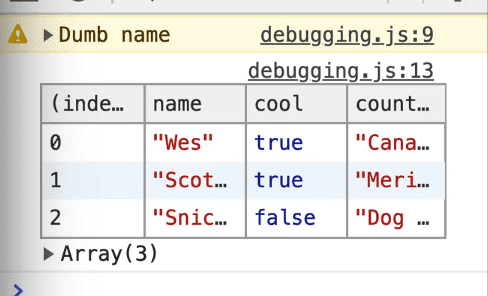 Dumb name debugging.js:9
debugging.js:13
(inde… name cool count…
0 "Wes" true "Cana…
1 "Scot… true "Meri…
2 "Snic… false "Dog …
Array(3)